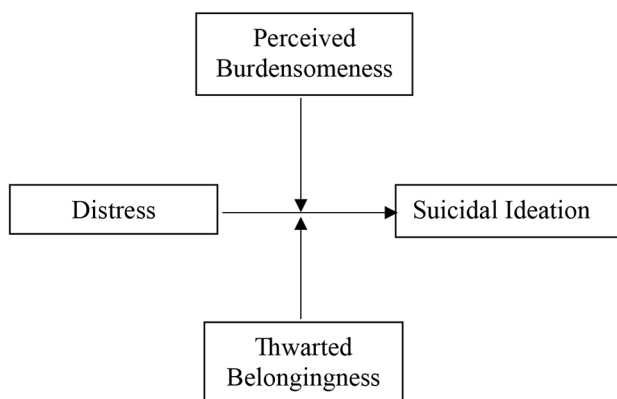 Perceived
Burdensomeness
Distress
Suicidal Ideation
Thwarted
Belongingness